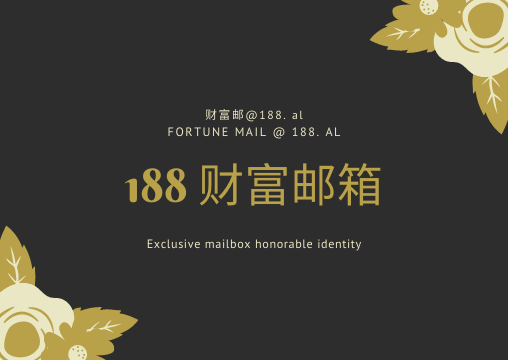 财富邮@188. al
FORTUNE MAIL @ 188. AL
188 财富邮箱
Exclusive mailbox honorable identity